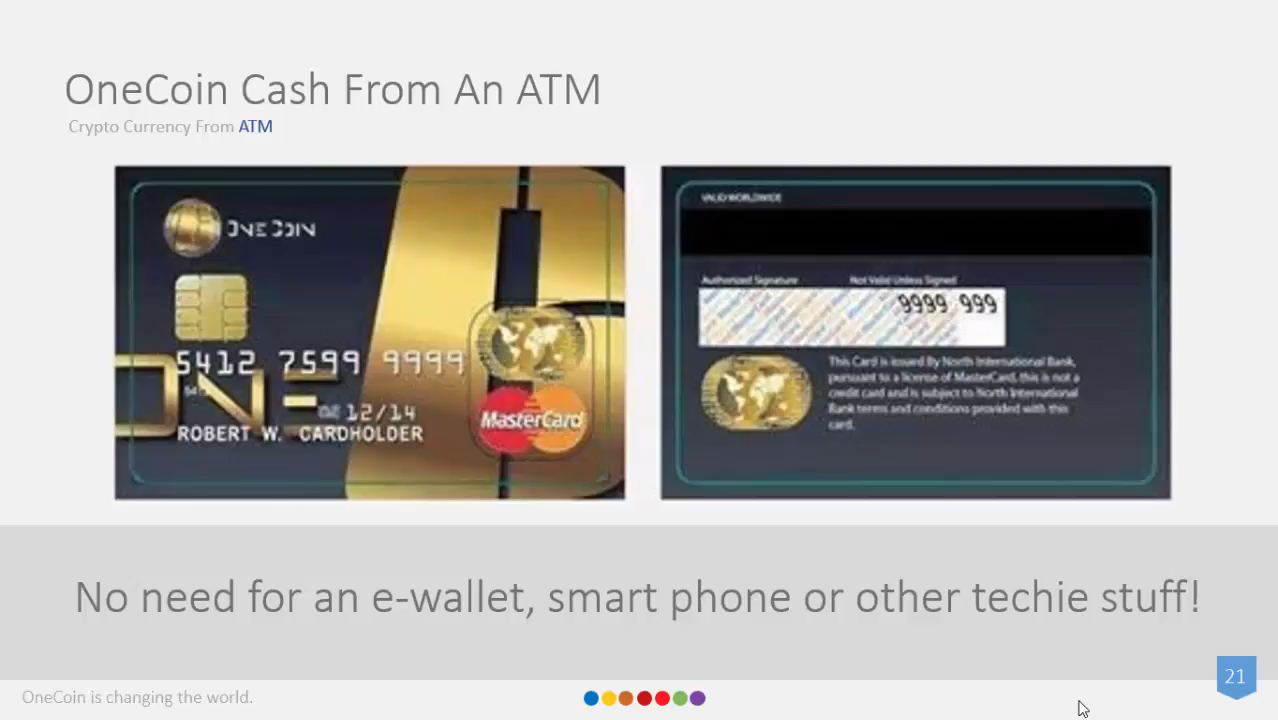 OneCoin Cash From An ATM
Crypto Currency From ATM
ONECOIN
5412 7599 9999
12/14
ROBERT W. CARDHOLDER
ONE
MasterCard
VALID WORLDWIDE
Authorized Signature Not Valid Unless Signed
9999 999
This Card is issued By North International Bank,
pursuant to a license of MasterCard, this is not a
credit card and is subject to North International
Bank terms and conditions provided with this
card.
No need for an e-wallet, smart phone or other techie stuff!
21
OneCoin is changing the world.